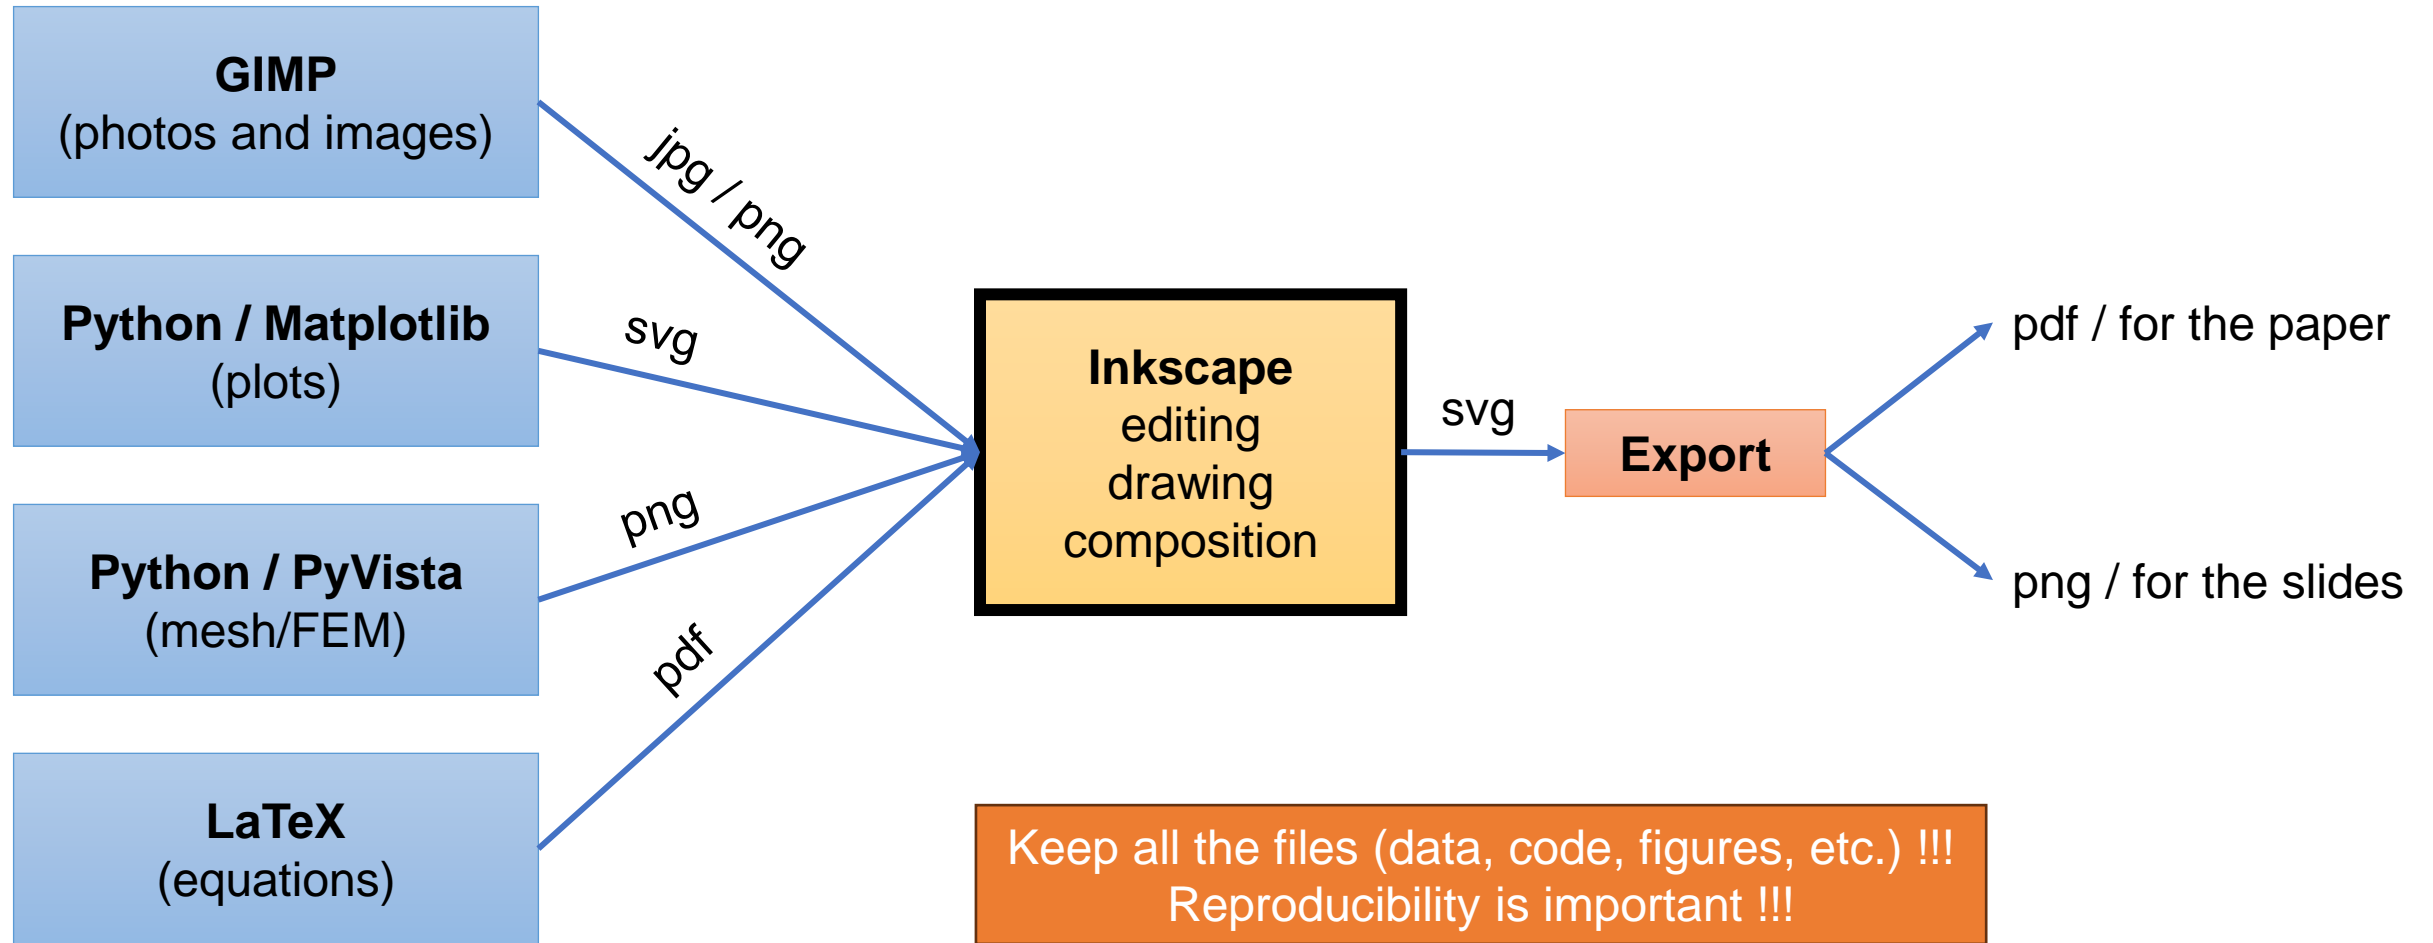 GIMP
(photos and images)
jpg / png
Python / Matplotlib
(plots)
svg
Python / PyVista
(mesh/FEM)
png
LaTeX
(equations)
pdf
Inkscape
editing
drawing
composition
svg
Export
pdf / for the paper
png / for the slides
Keep all the files (data, code, figures, etc.) !!!
Reproducibility is important !!!